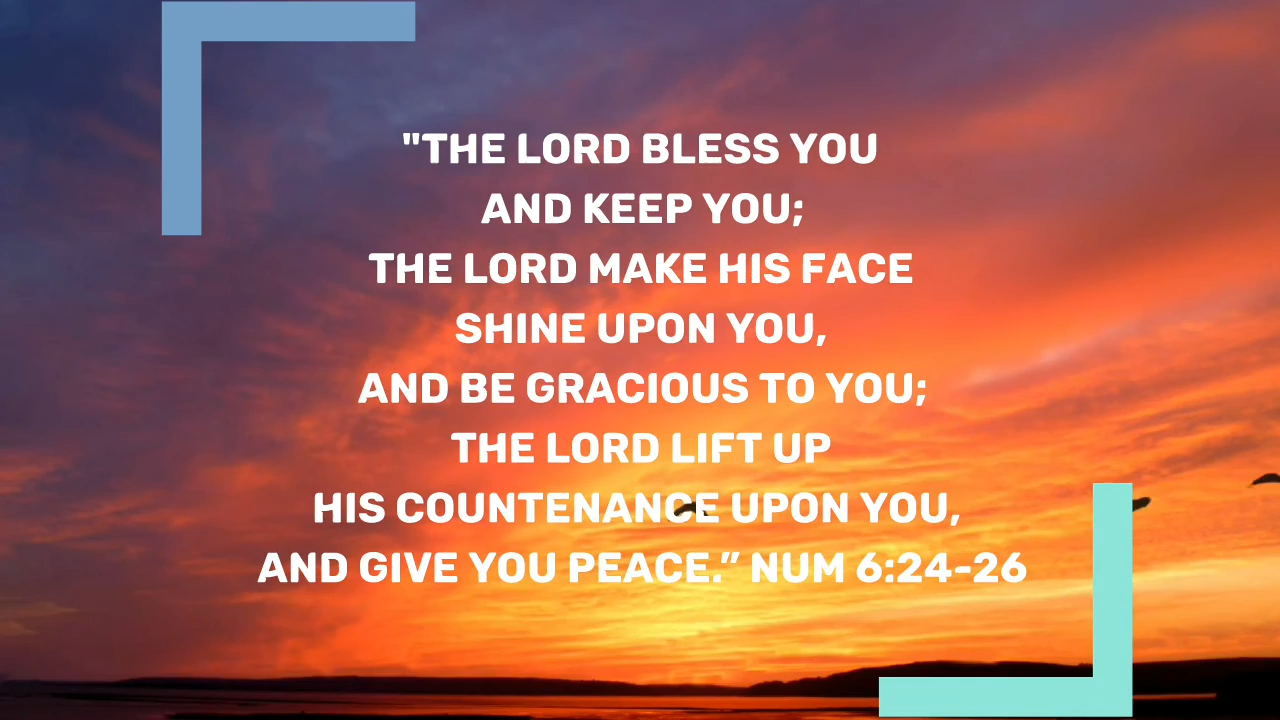 "THE LORD BLESS YOU
AND KEEP YOU;
THE LORD MAKE HIS FACE
SHINE UPON YOU,
AND BE GRACIOUS TO YOU;
THE LORD LIFT UP
HIS COUNTENANCE UPON YOU,
AND GIVE YOU PEACE.” NUM 6:24-26